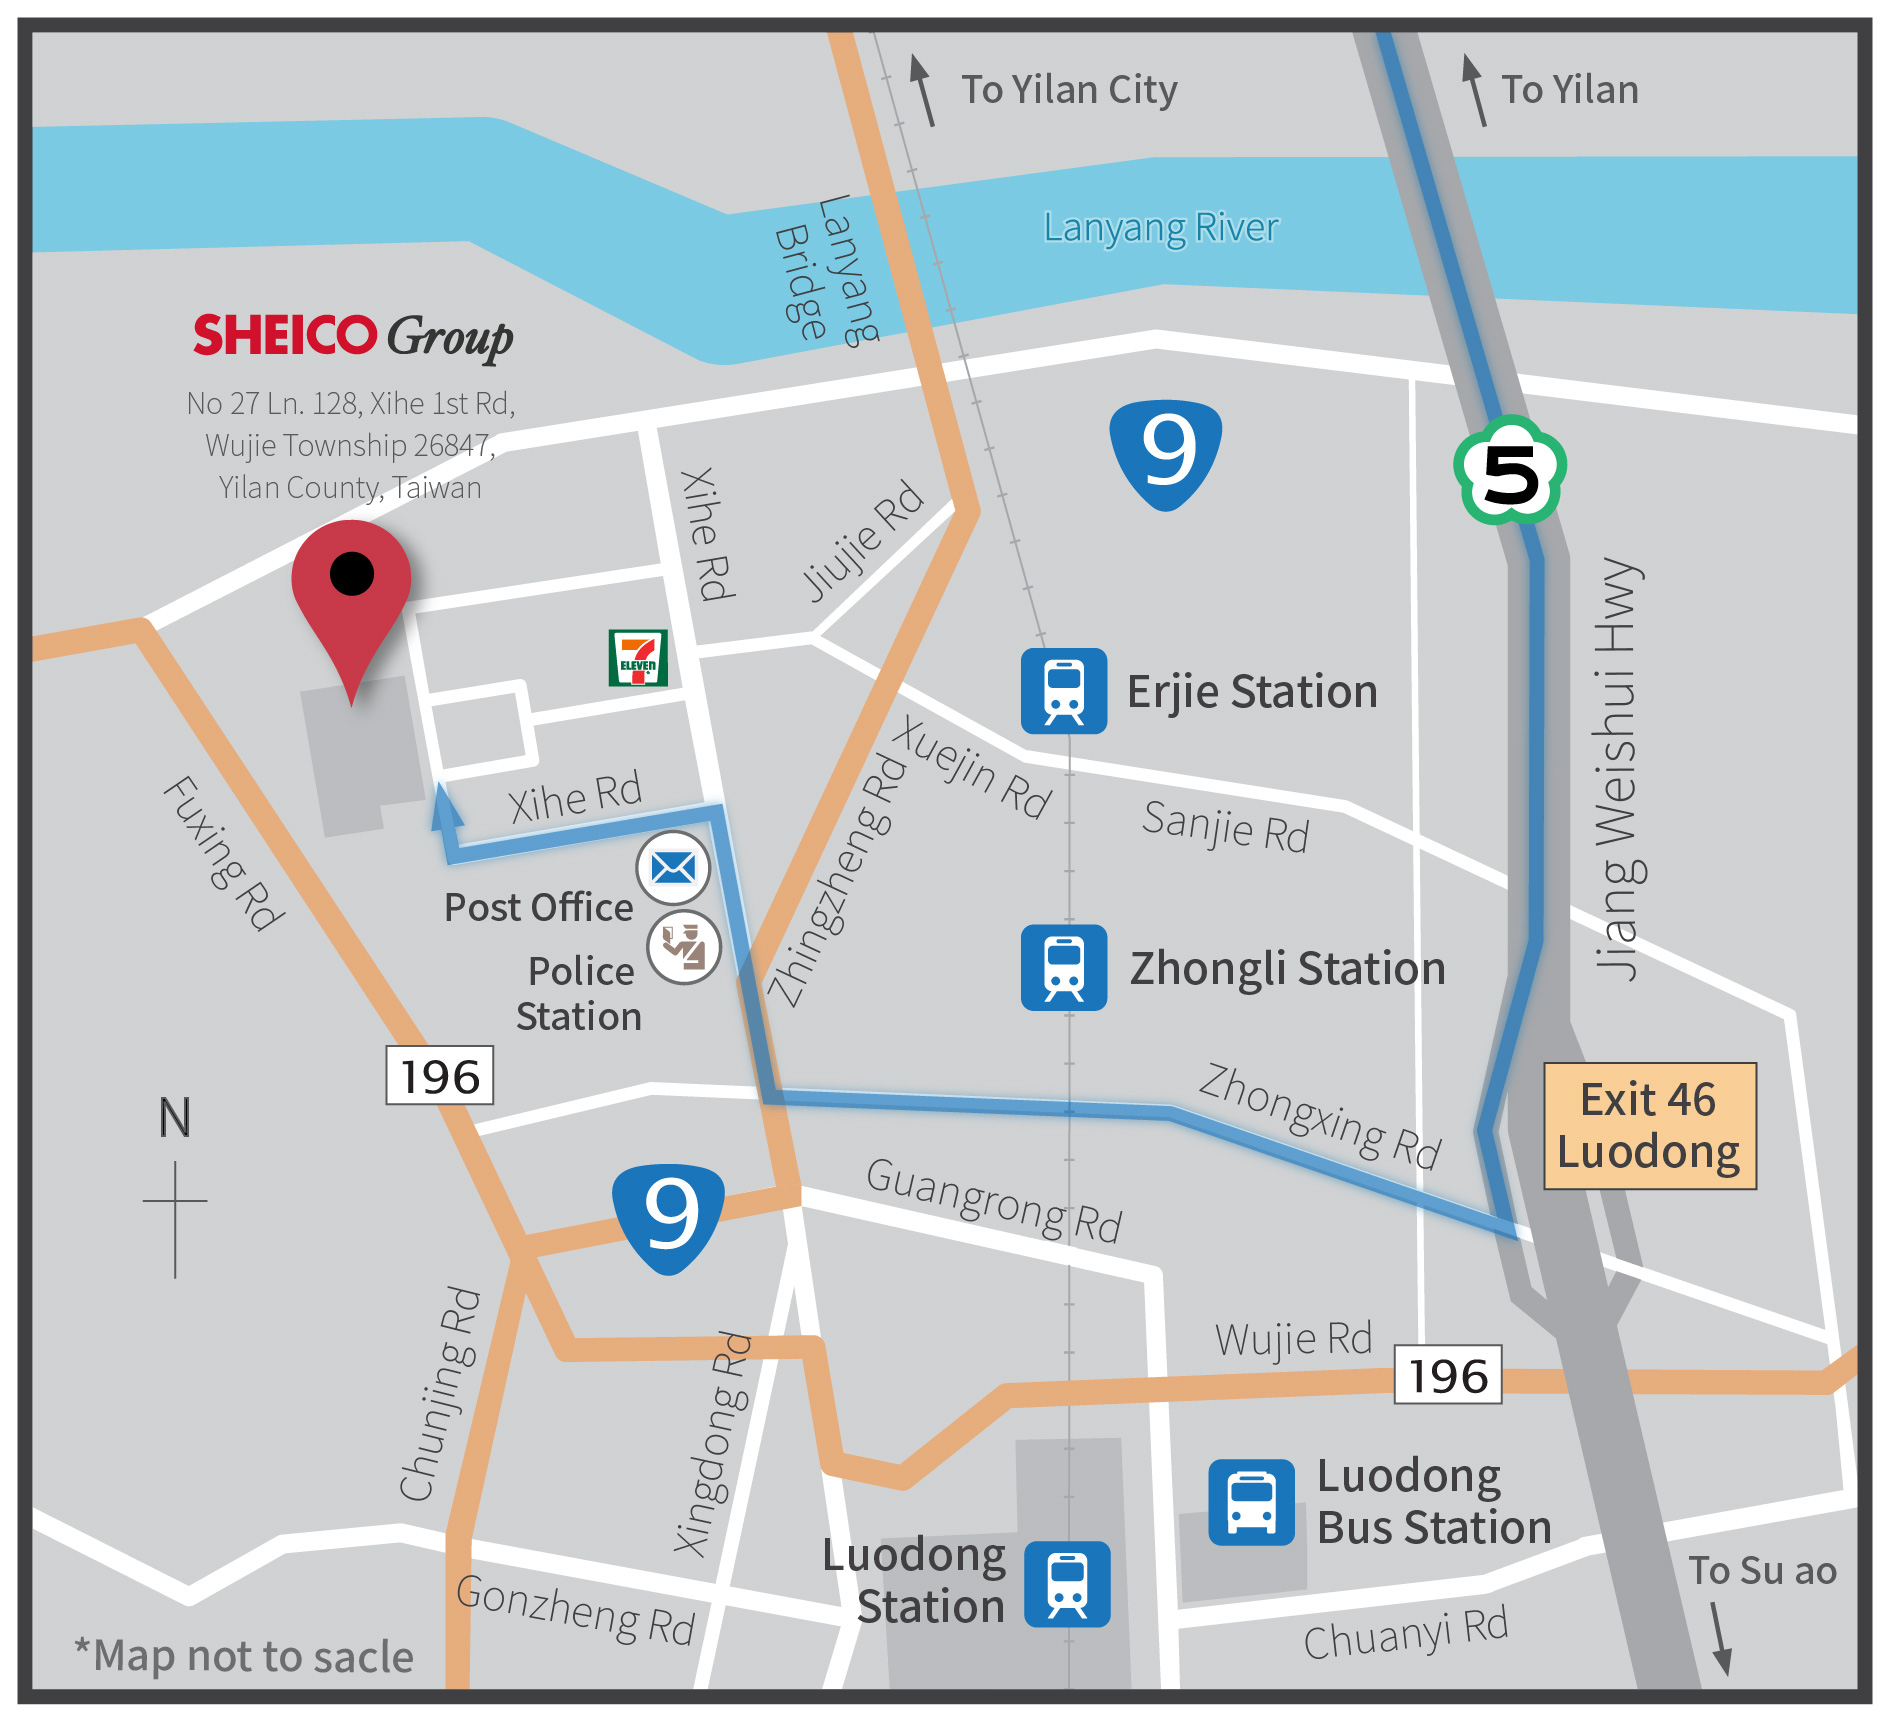 To Yilan City
To Yilan
Lanyang
Bridge
Lanyang River
SHEICO Group
No 27 Ln. 128, Xihe 1st Rd,
Wujie Township 26847,
Yilan County, Taiwan
9
5
Xihe Rd
Jiujie Rd
7
ELEVEN
Erjie Station
Jiang Weishui Hwy
Xuejin Rd
Sanjie Rd
Xihe Rd
Fuxing Rd
Zhingzheng Rd
Post Office
Police
Station
Zhongli Station
196
N
Zhongxing Rd
Exit 46
Luodong
Guangrong Rd
9
Chunjing Rd
Xingdong Rd
Wujie Rd
196
Luodong
Bus Station
Luodong
Station
To Su ao
Gonzheng Rd
Chuanyi Rd
*Map not to sacle